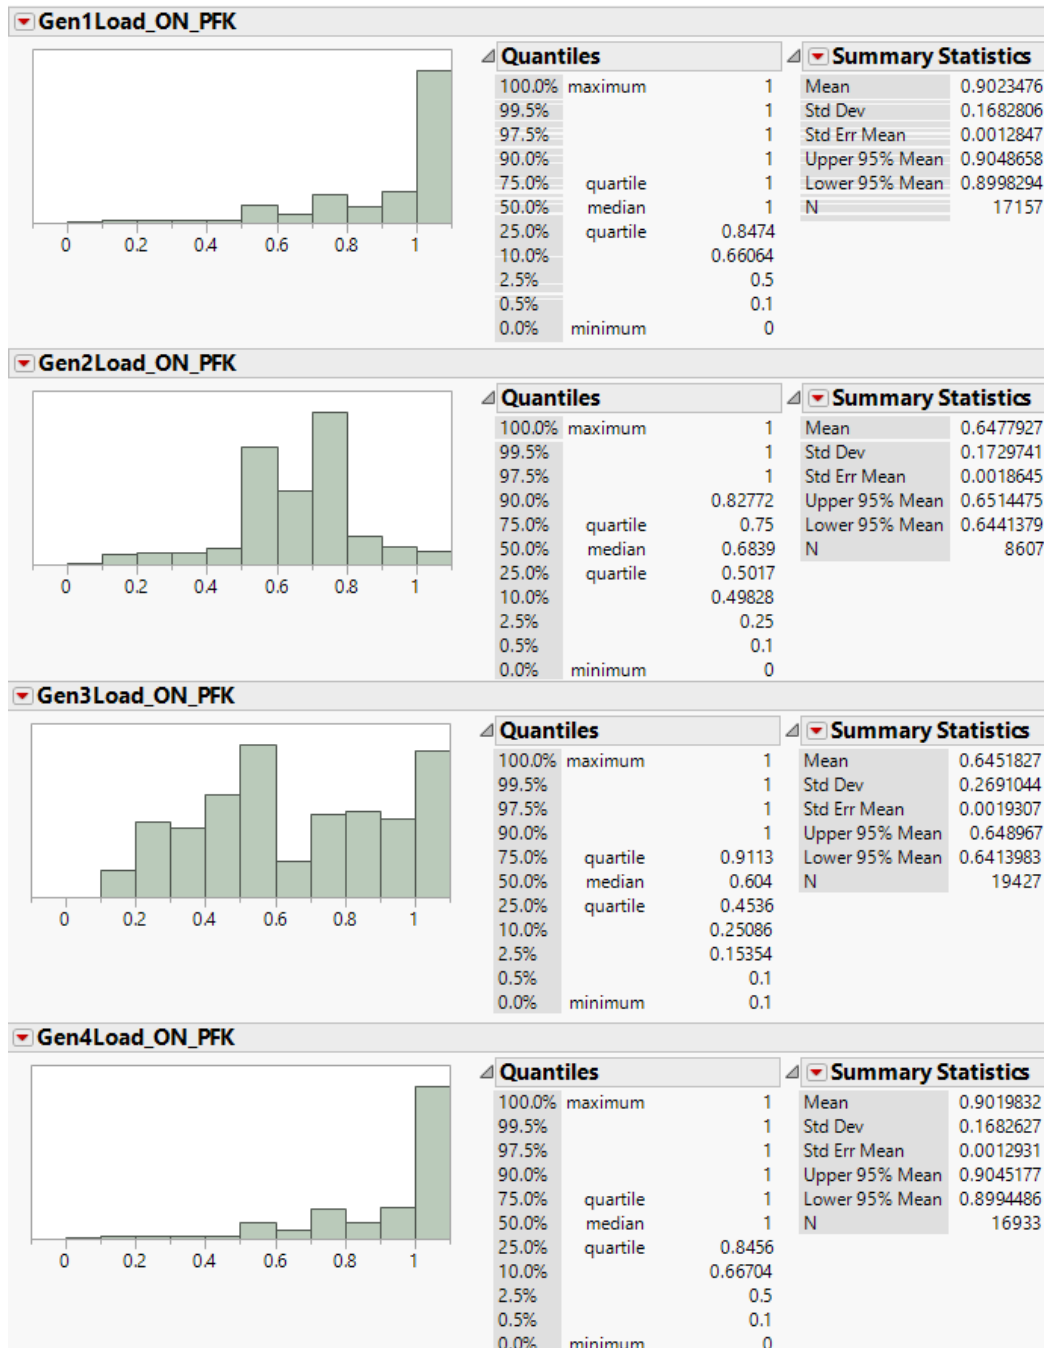 Gen1Load_ON_PFK
Quantiles
100.0% maximum 1
99.5% 1
97.5% 1
90.0% 1
75.0% quartile 1
50.0% median 1
25.0% quartile 0.8474
10.0% 0.66064
2.5% 0.5
0.5% 0.1
0.0% minimum 0
Summary Statistics
Mean 0.9023476
Std Dev 0.1682806
Std Err Mean 0.0012847
Upper 95% Mean 0.9048658
Lower 95% Mean 0.8998294
N 17157
0 0.2 0.4 0.6 0.8 1
Gen2Load_ON_PFK
Quantiles
100.0% maximum 1
99.5% 1
97.5% 1
90.0% 0.82772
75.0% quartile 0.75
50.0% median 0.6839
25.0% quartile 0.5017
10.0% 0.49828
2.5% 0.25
0.5% 0.1
0.0% minimum 0
Summary Statistics
Mean 0.6477927
Std Dev 0.1729741
Std Err Mean 0.0018645
Upper 95% Mean 0.6514475
Lower 95% Mean 0.6441379
N 8607
0 0.2 0.4 0.6 0.8 1
Gen3Load_ON_PFK
Quantiles
100.0% maximum 1
99.5% 1
97.5% 1
90.0% 1
75.0% quartile 0.9113
50.0% median 0.604
25.0% quartile 0.4536
10.0% 0.25086
2.5% 0.15354
0.5% 0.1
0.0% minimum 0.1
Summary Statistics
Mean 0.6451827
Std Dev 0.2691044
Std Err Mean 0.0019307
Upper 95% Mean 0.648967
Lower 95% Mean 0.6413983
N 19427
0 0.2 0.4 0.6 0.8 1
Gen4Load_ON_PFK
Quantiles
100.0% maximum 1
99.5% 1
97.5% 1
90.0% 1
75.0% quartile 1
50.0% median 1
25.0% quartile 0.8456
10.0% 0.66704
2.5% 0.5
0.5% 0.1
0.0% minimum 0
Summary Statistics
Mean 0.9019832
Std Dev 0.1682627
Std Err Mean 0.0012931
Upper 95% Mean 0.9045177
Lower 95% Mean 0.8994486
N 16933
0 0.2 0.4 0.6 0.8 1